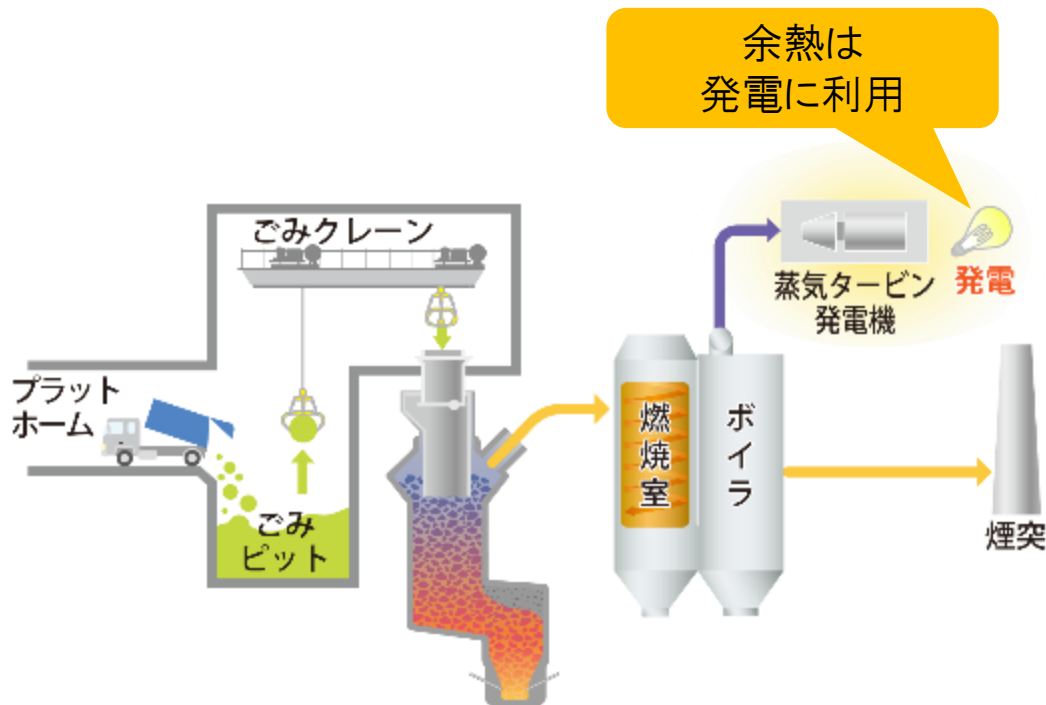 余熱は
発電に利用
ごみクレーン
蒸気タービン
発電機
発電
プラット
ホーム
燃焼室
ボイラ
ごみ
ピット
煙突